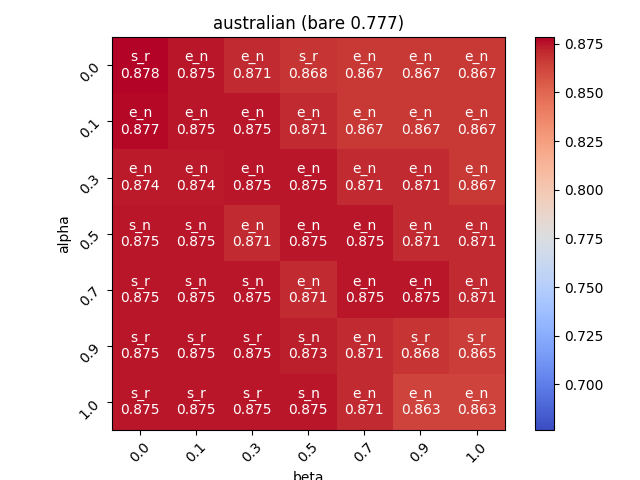 australian (bare 0.777)
0.0 s_r e_n e_n s_r e_n e_n e_n
0.878 0.875 0.871 0.868 0.867 0.867 0.867
0.1 e_n e_n e_n e_n e_n e_n e_n
0.877 0.875 0.875 0.871 0.867 0.867 0.867
0.3 e_n e_n e_n e_n e_n e_n e_n
0.874 0.874 0.875 0.875 0.871 0.871 0.867
0.5 s_n s_n e_n e_n e_n e_n e_n
0.875 0.875 0.871 0.875 0.875 0.871 0.871
0.7 s_r s_n s_n e_n e_n e_n e_n
0.875 0.875 0.875 0.871 0.875 0.875 0.871
0.9 s_r s_r s_r s_n e_n s_r s_r
0.875 0.875 0.875 0.873 0.871 0.868 0.865
1.0 s_r s_r s_r s_n e_n e_n e_n
0.875 0.875 0.875 0.875 0.871 0.863 0.863
alpha
0.0 0.1 0.3 0.5 0.7 0.9 1.0
beta
0.875
0.850
0.825
0.800
0.775
0.750
0.725
0.700